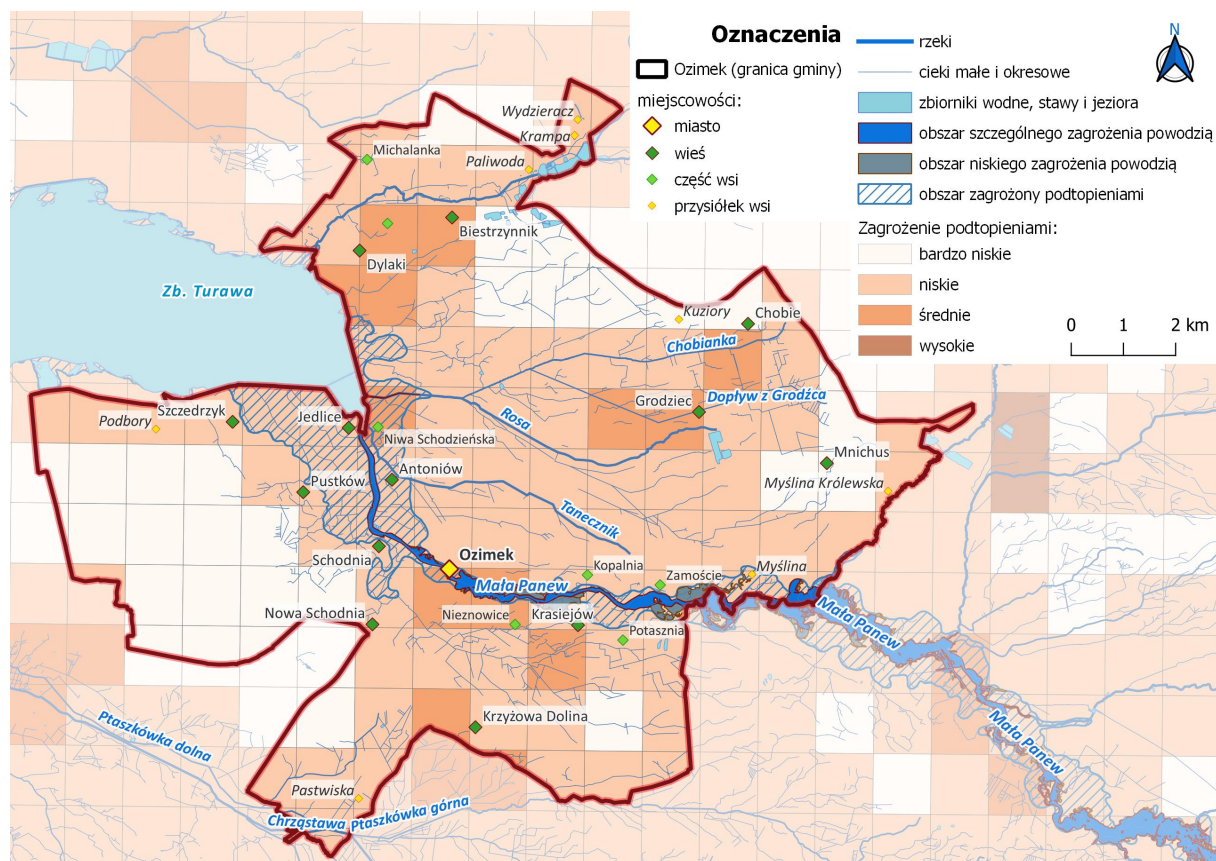 Oznaczenia
Ozimek (granica gminy)
miejscowości:
miasto
wieś
część wsi
przysiółek wsi
rzeki
cieki małe i okresowe
zbiorniki wodne, stawy i jeziora
obszar szczególnego zagrożenia powodzią
obszar niskiego zagrożenia powodzią
obszar zagrożony podtopieniami
Zagrożenie podtopieniami:
bardzo niskie
niskie
średnie
wysokie
N
0 1 2 km
Wydzieracz
Krampa
Michalanka
Paliwoda
Biestrzynnik
Dylaki
Zb. Turawa
Kuziory
Chobie
Chobianka
Szczedrzyk
Podbory
Jedlice
Grodziec
Dopływ z Grodźca
Rosa
Niwa Schodzieńska
Antoniów
Mnichus
Myślina Królewska
Pustków
Tanecznik
Schodnia
Ozimek
Kopalnia
Zamoście
Myślina
Mała Panew
Nowa Schodnia
Nieznowice
Krasiejów
Potasznia
Mała Panew
Mała Panew
Krzyżowa Dolina
Ptaszkówka dolna
Pastwiska
Chrząstawa
Ptaszkówka górna